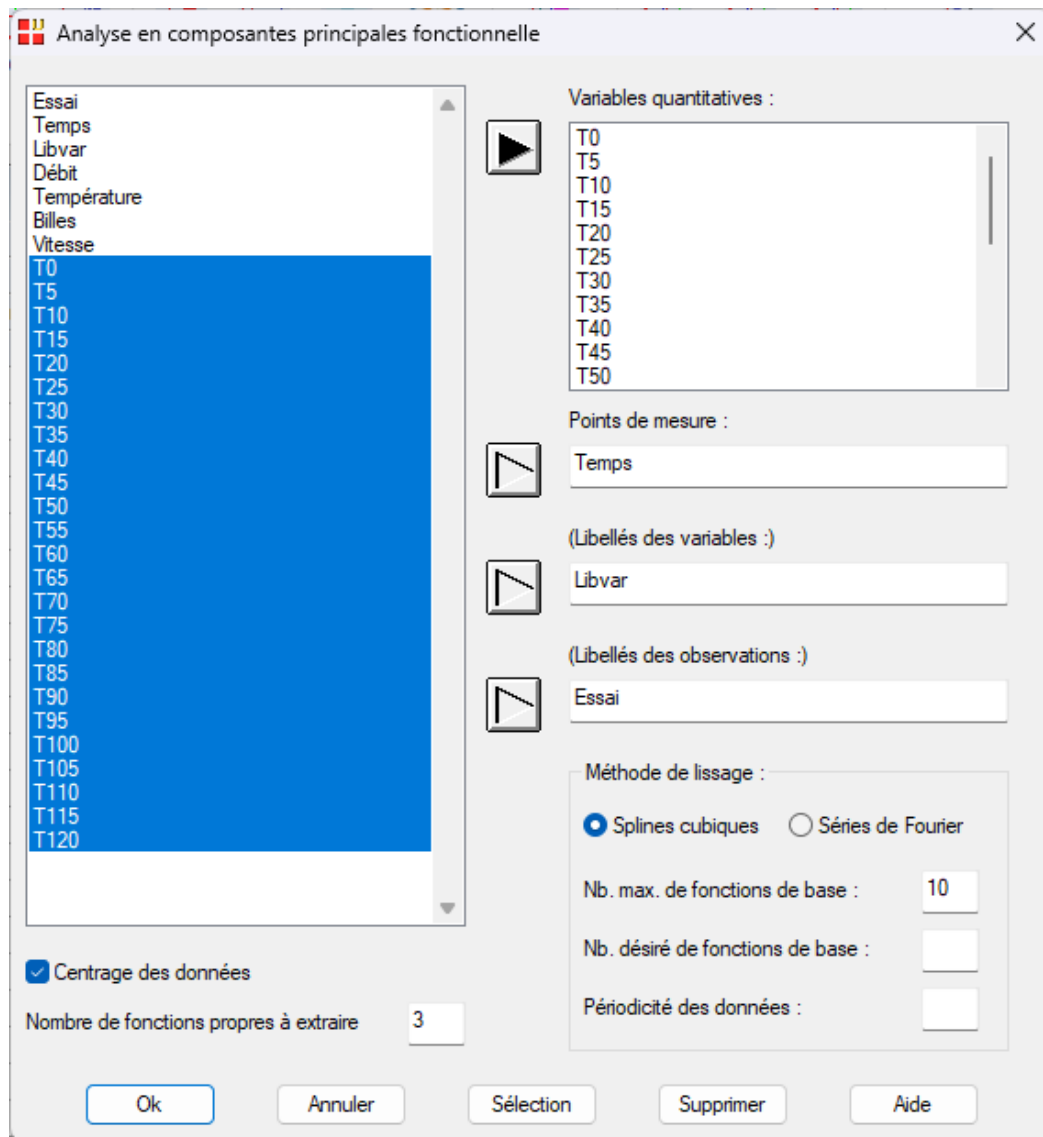 Analyse en composantes principales fonctionnelle
Essai
Temps
Libvar
Débit
Température
Billes
Vitesse
T0
T5
T10
T15
T20
T25
T30
T35
T40
T45
T50
T55
T60
T65
T70
T75
T80
T85
T90
T95
T100
T105
T110
T115
T120
Centrage des données
Nombre de fonctions propres à extraire 3
Variables quantitatives :
T0
T5
T10
T15
T20
T25
T30
T35
T40
T45
T50
Points de mesure :
Temps
(Libellés des variables :)
Libvar
(Libellés des observations :)
Essai
Méthode de lissage :
Splines cubiques Séries de Fourier
Nb. max. de fonctions de base : 10
Nb. désiré de fonctions de base :
Périodicité des données :
Ok Annuler Sélection Supprimer Aide